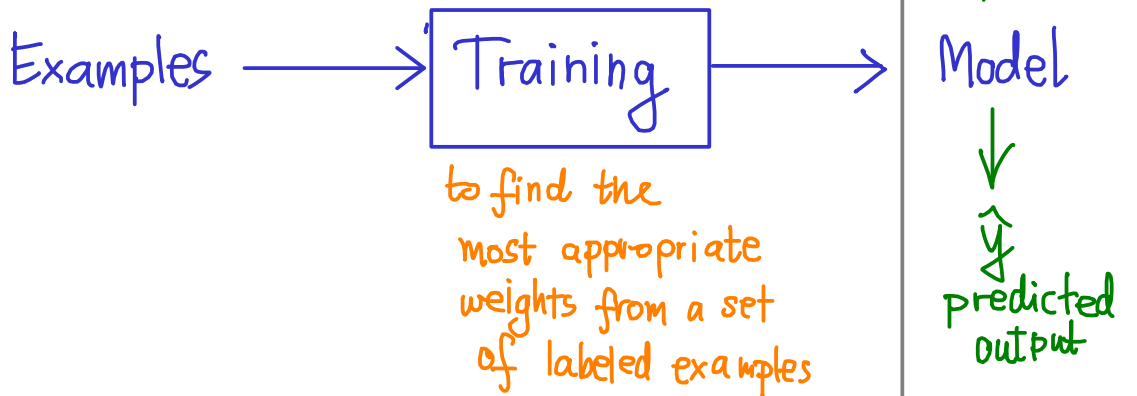 Examples
Training
Model
to find the
most appropriate
weights from a set
of labeled examples
ŷ
predicted
output